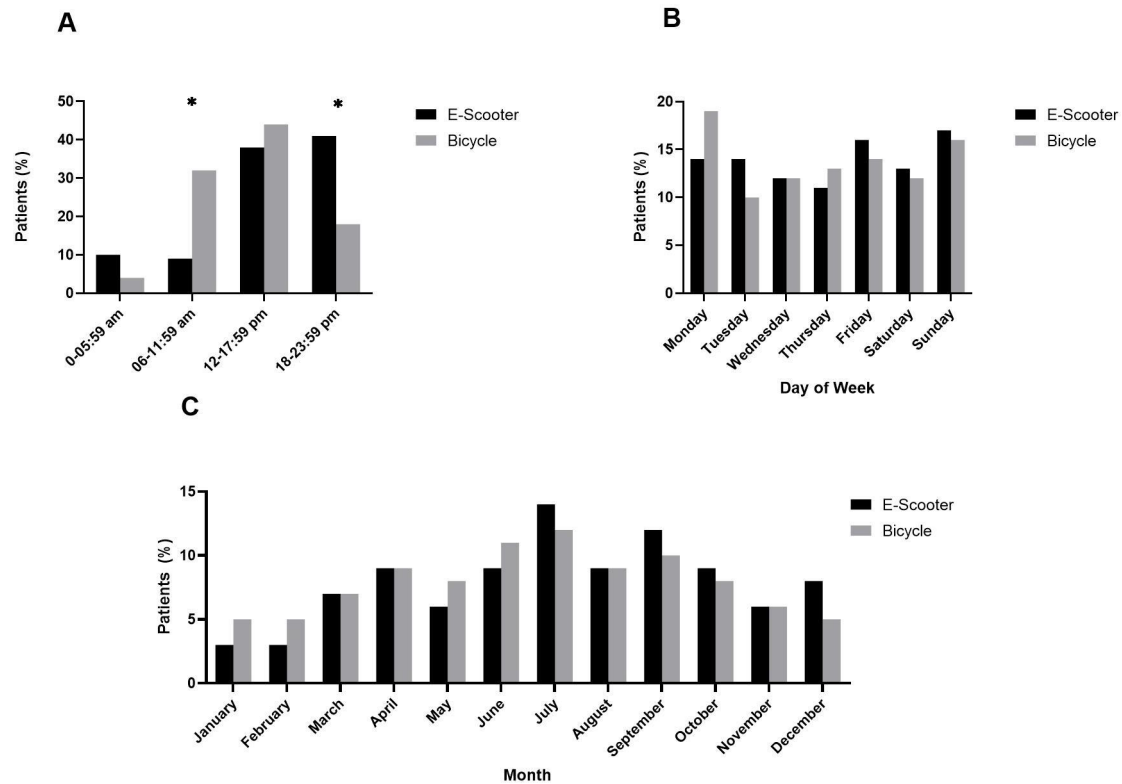 A
Patients (%)
50
40
30
20
10
0
*
*
E-Scooter
Bicycle
0-05:59 am
06-11:59 am
12-17:59 pm
18-23:59 pm
B
Patients (%)
20
15
10
5
0
E-Scooter
Bicycle
Monday
Tuesday
Wednesday
Thursday
Friday
Saturday
Sunday
Day of Week
C
Patients (%)
15
10
5
0
E-Scooter
Bicycle
January
February
March
April
May
June
July
August
September
October
November
December
Month